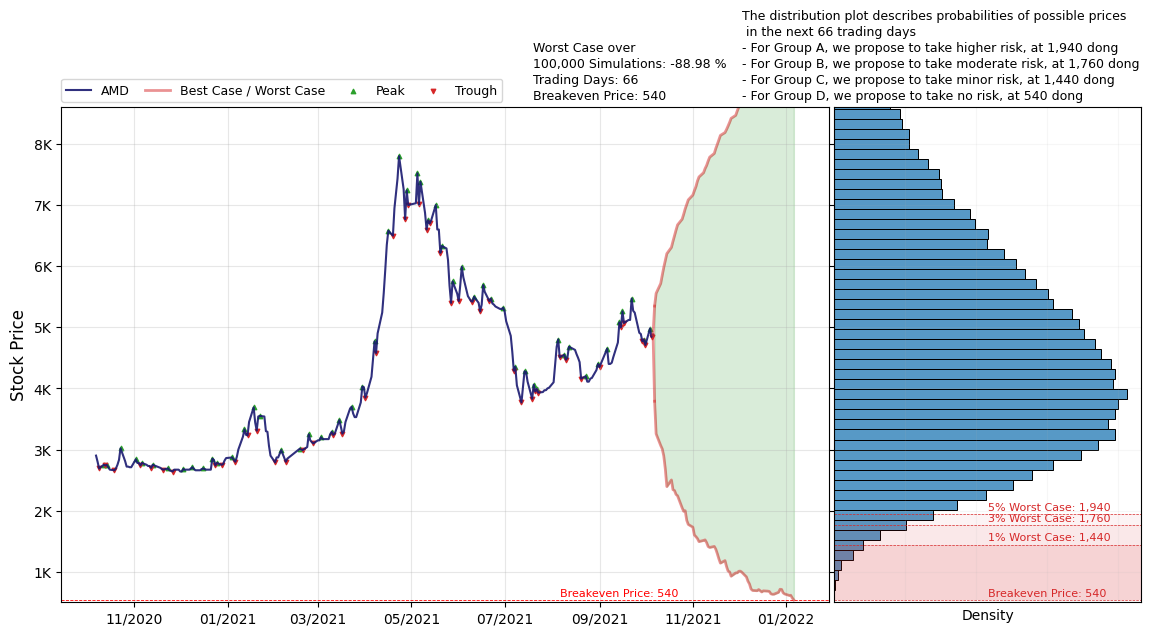 The distribution plot describes probabilities of possible prices
in the next 66 trading days
- For Group A, we propose to take higher risk, at 1,940 dong
- For Group B, we propose to take moderate risk, at 1,760 dong
- For Group C, we propose to take minor risk, at 1,440 dong
- For Group D, we propose to take no risk, at 540 dong
Worst Case over
100,000 Simulations: -88.98 %
Trading Days: 66
Breakeven Price: 540
AMD
Best Case / Worst Case
Peak
Trough
Stock Price
8K
7K
6K
5K
4K
3K
2K
1K
Breakeven Price: 540
11/2020
01/2021
03/2021
05/2021
07/2021
09/2021
11/2021
01/2022
5% Worst Case: 1,940
3% Worst Case: 1,760
1% Worst Case: 1,440
Breakeven Price: 540
Density